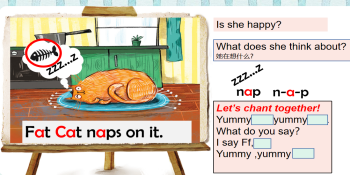 zzz...z
Fat Cat naps on it.
Is she happy?
What does she think about?
她在想什么?
zzz...z
nap n-a-p
Let's chant together!
Yummy yummy .
What do you say?
I say Ff,
Yummy ,yummy .